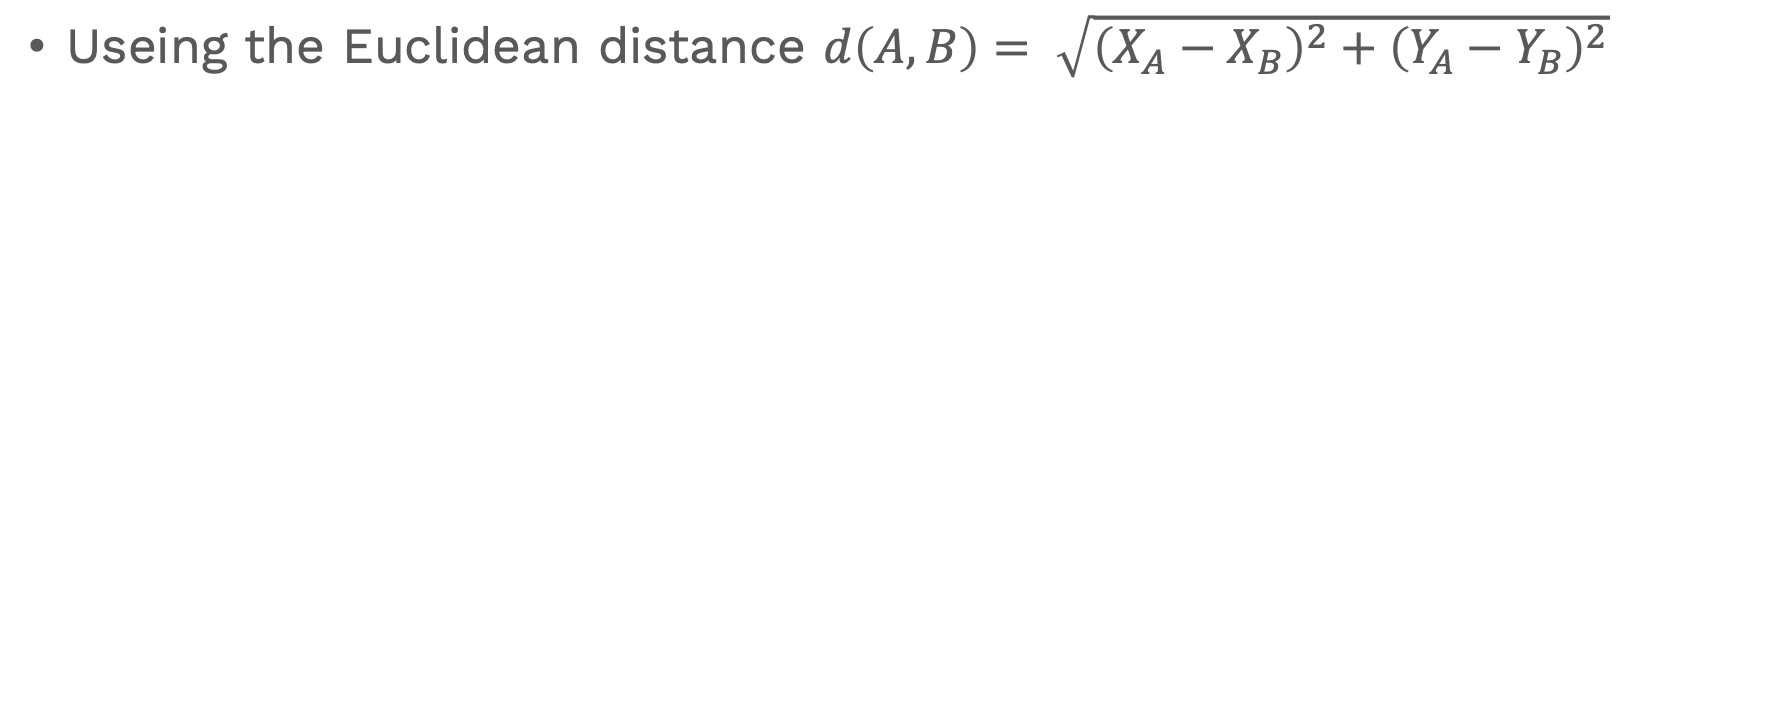 • Useing the Euclidean distance d(A, B) = √(X_A − X_B)² + (Y_A − Y_B)²